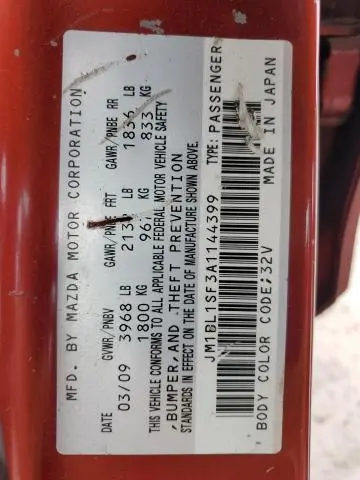 MFD. BY MAZDA MOTOR CORPORATION
DATE GVWR/PNBV GAWR/PNBE FRT GAWR/PNBE RR
03/09 3968 LB 2134 LB 1836 LB
1800 KG 967 KG 833 KG
THIS VEHICLE CONFORMS TO ALL APPLICABLE FEDERAL MOTOR VEHICLE SAFETY
,BUMPER,AND .THEFT PREVENTION
STANDARDS IN EFFECT ON THE DATE OF MANUFACTURE SHOWN ABOVE.
JM1BL1SF3A1144399 TYPE: PASSENGER
BODY COLOR CODE:32V MADE IN JAPAN